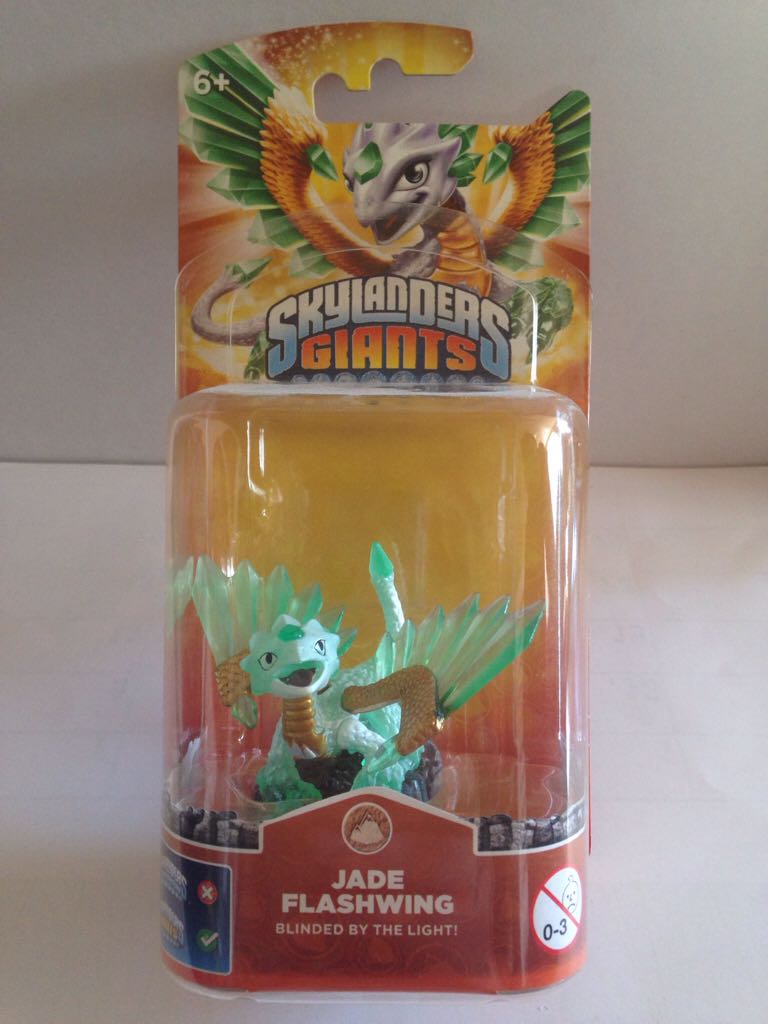 6+
SKYLANDERS
GIANTS
JADE
FLASHWING
BLINDED BY THE LIGHT!
0-3